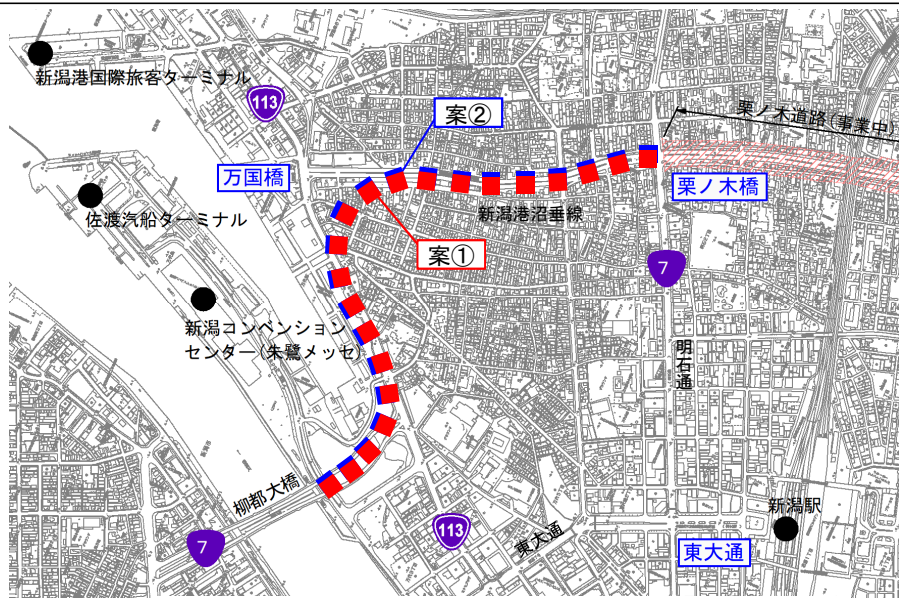 新潟港国際旅客ターミナル
113
案②
栗ノ木道路(事業中)
万国橋
栗ノ木橋
佐渡汽船ターミナル
新潟港沼垂線
案①
7
新潟コンベンション
センター(朱鷺メッセ)
明石通
柳都大橋
新潟駅
113
東大通
7
東大通